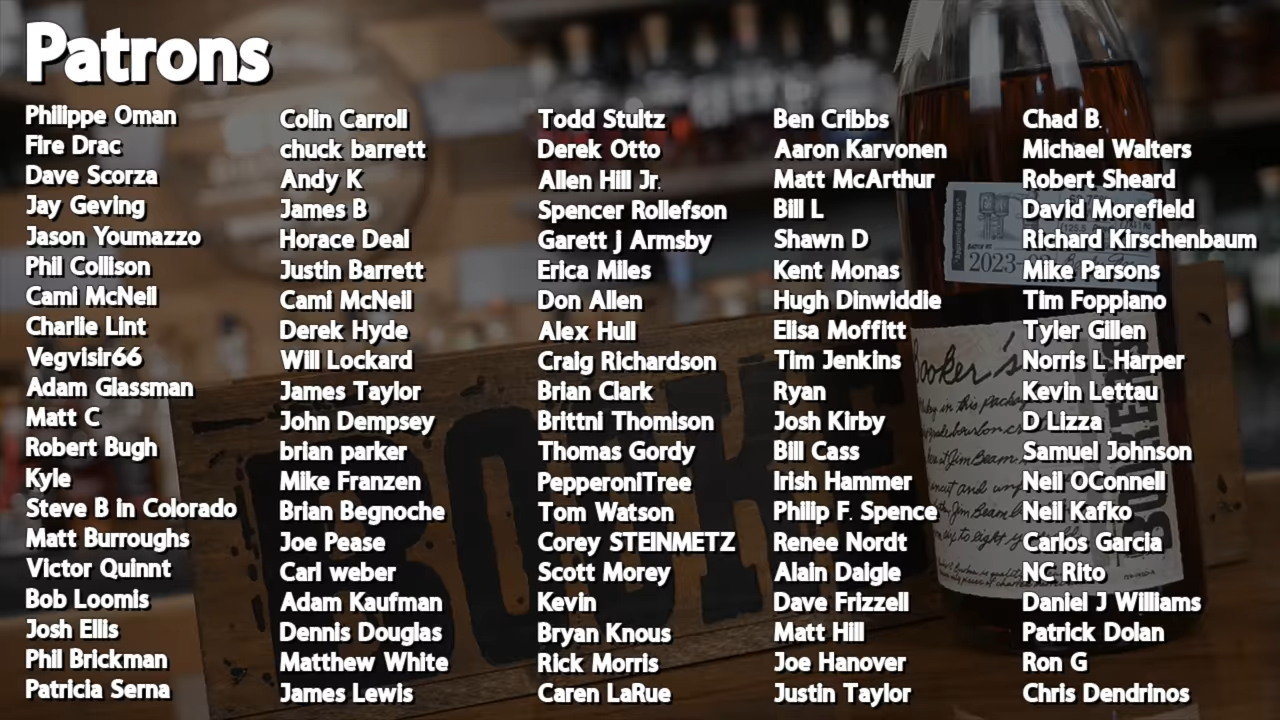 Patrons
Philippe Oman
Fire Drac
Dave Scorza
Jay Geving
Jason Youmazzo
Phil Collison
Cami McNeil
Charlie Lint
Vegvisir66
Adam Glassman
Matt C
Robert Bugh
Kyle
Steve B in Colorado
Matt Burroughs
Victor Quinnt
Bob Loomis
Josh Ellis
Phil Brickman
Patricia Serna
Colin Carroll
chuck barrett
Andy K
James B
Horace Deal
Justin Barrett
Cami McNeil
Derek Hyde
Will Lockard
James Taylor
John Dempsey
brian parker
Mike Franzen
Brian Begnoche
Joe Pease
Carl weber
Adam Kaufman
Dennis Douglas
Matthew White
James Lewis
Todd Stultz
Derek Otto
Allen Hill Jr.
Spencer Rollefson
Garett j Armsby
Erica Miles
Don Allen
Alex Hull
Craig Richardson
Brian Clark
Brittni Thomison
Thomas Gordy
PepperoniTree
Tom Watson
Corey STEINMETZ
Scott Morey
Kevin
Bryan Knous
Rick Morris
Caren LaRue
Ben Cribbs
Aaron Karvonen
Matt McArthur
Bill L
Shawn D
Kent Monas
Hugh Dinwiddie
Elisa Moffitt
Tim Jenkins
Ryan
Josh Kirby
Bill Cass
Irish Hammer
Philip F. Spence
Renee Nordt
Alain Daigle
Dave Frizzell
Matt Hill
Joe Hanover
Justin Taylor
Chad B.
Michael Walters
Robert Sheard
David Morefield
Richard Kirschenbaum
Mike Parsons
Tim Foppiano
Tyler Gillen
Norris L Harper
Kevin Lettau
D Lizza
Samuel Johnson
Neil OConnell
Neil Kafko
Carlos Garcia
NC Rito
Daniel J Williams
Patrick Dolan
Ron G
Chris Dendrinos
2023-
Booker's